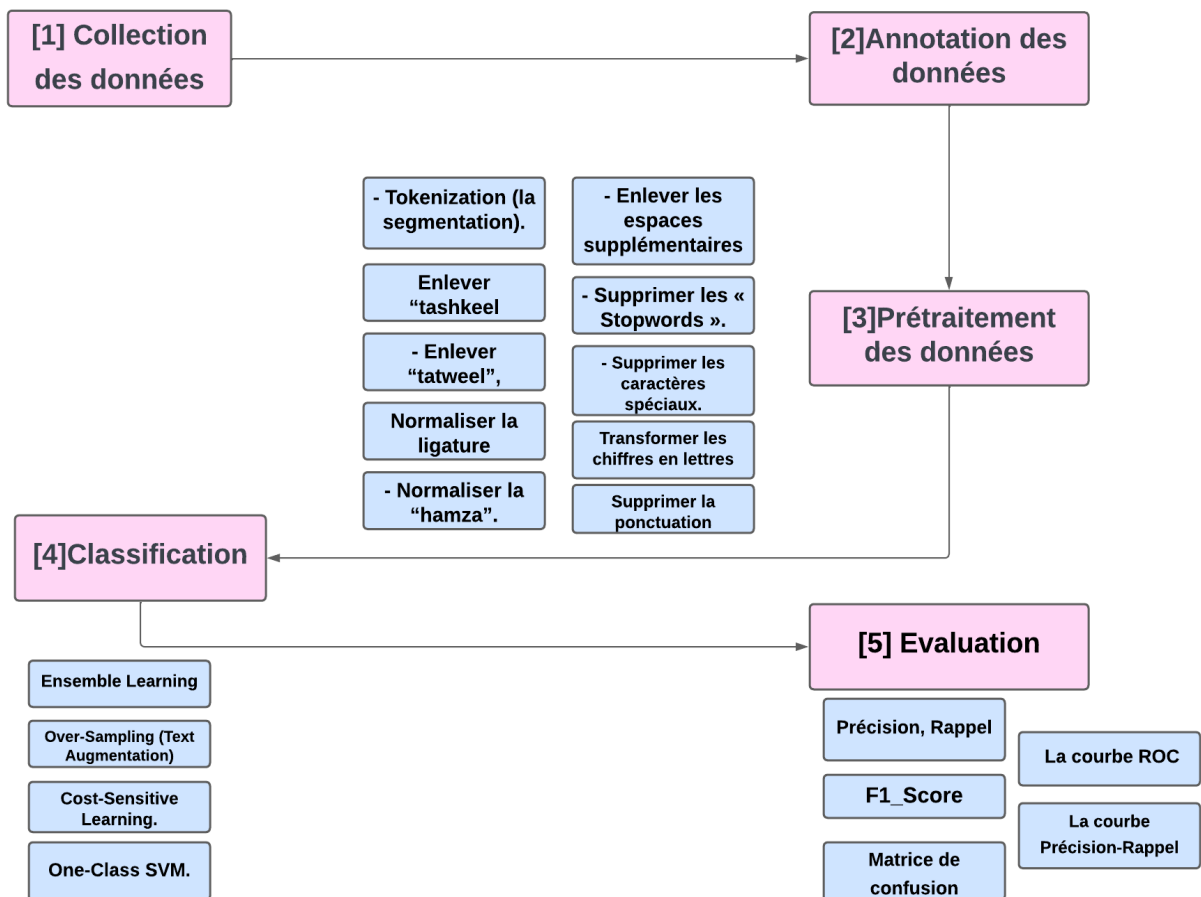 [1] Collection
des données
[2]Annotation des
données
- Tokenization (la
segmentation).
Enlever
“tashkeel
- Enlever
“tatweel”,
Normaliser la
ligature
- Normaliser la
“hamza”.
- Enlever les
espaces
supplémentaires
- Supprimer les «
Stopwords ».
- Supprimer les
caractères
spéciaux.
Transformer les
chiffres en lettres
Supprimer la
ponctuation
[3]Prétraitement
des données
[4]Classification
Ensemble Learning
Over-Sampling (Text
Augmentation)
Cost-Sensitive
Learning.
One-Class SVM.
[5] Evaluation
Précision, Rappel
F1_Score
Matrice de
confusion
La courbe ROC
La courbe
Précision-Rappel